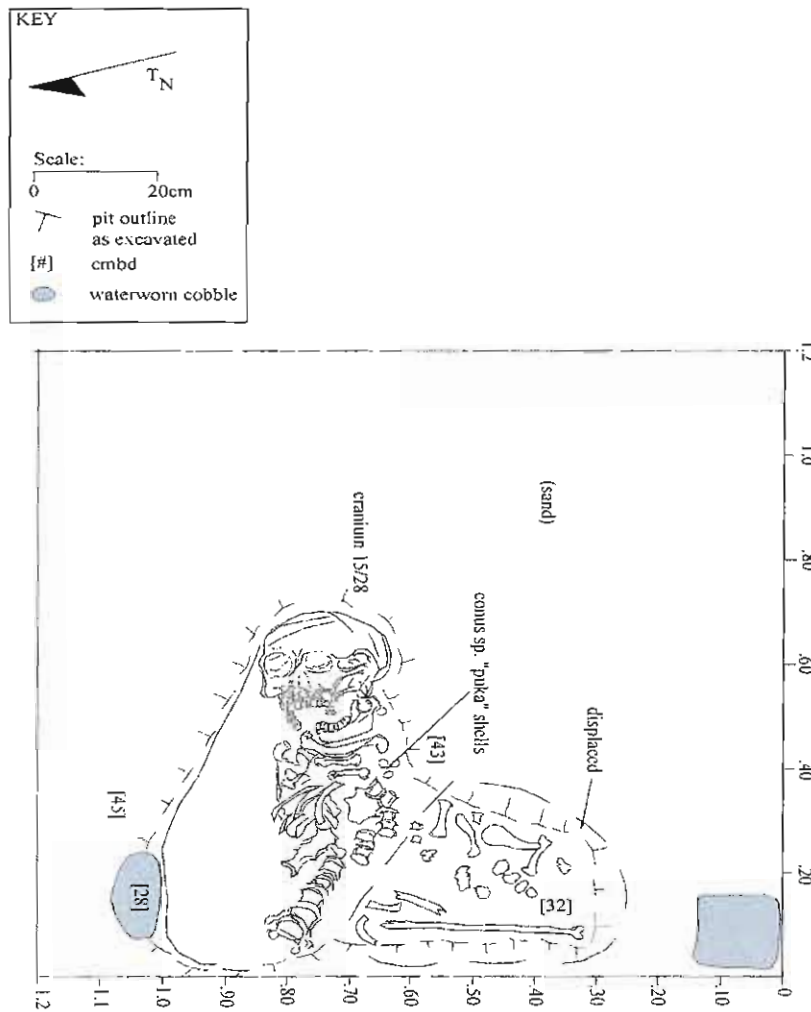 KEY
TN
Scale:
0 20cm
pit outline
as excavated
[#] cmbd
waterworn cobble
(sand)
cranium 15/28
conus sp. "puka" shells
displaced
[43]
[45]
[28]
[32]
1.2
1.0
.80
.60
.40
.20
0
1.2
1.1
1.0
.90
.80
.70
.60
.50
.40
.30
.20
.10
0